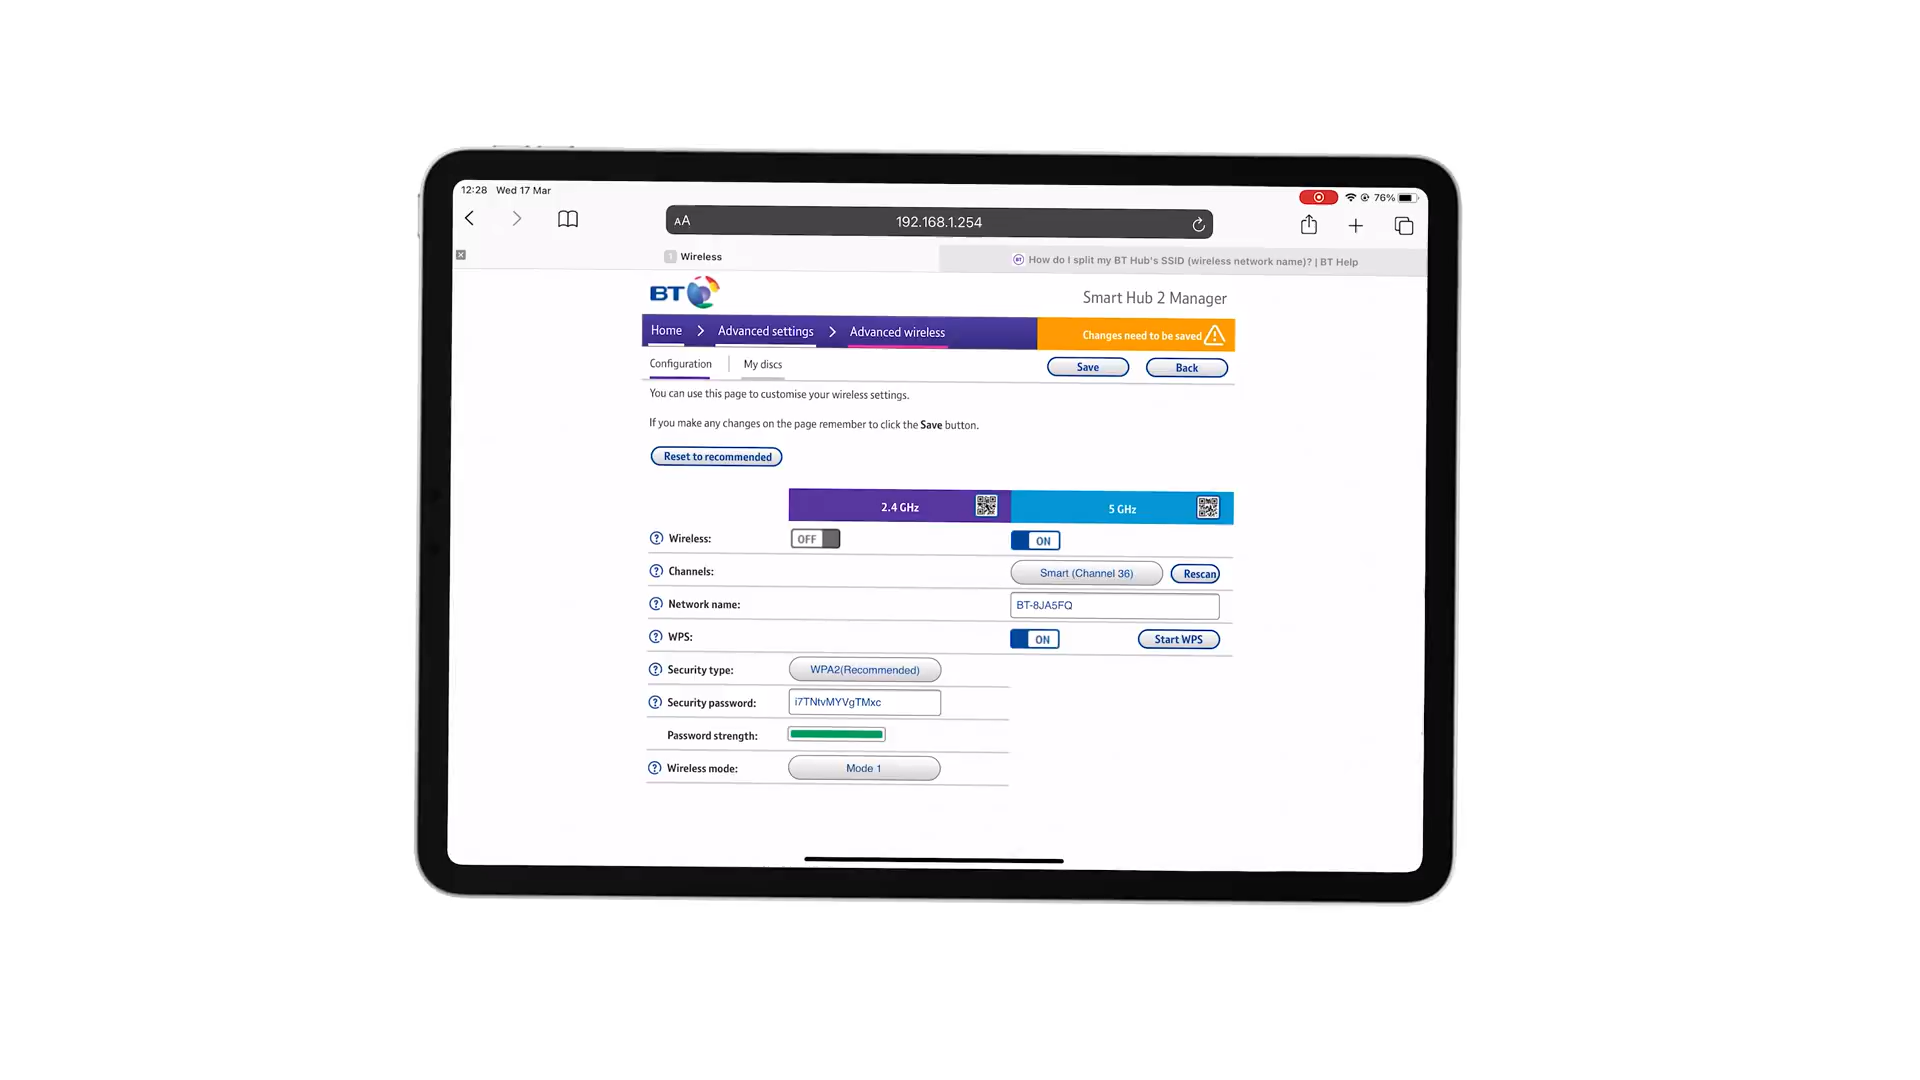 12:28 Wed 17 Mar
76%
AA 192.168.1.254
1 Wireless
How do I split my BT Hub's SSID (wireless network name)? | BT Help
BT
Smart Hub 2 Manager
Home > Advanced settings > Advanced wireless
Changes need to be saved
Configuration | My discs
Save Back
You can use this page to customise your wireless settings.
If you make any changes on the page remember to click the Save button.
Reset to recommended
2.4 GHz 5 GHz
Wireless: OFF ON
Channels: Smart (Channel 36) Rescan
Network name: BT-8JA5FQ
WPS: ON Start WPS
Security type: WPA2(Recommended)
Security password: i7TNtvMYVgTMxc
Password strength:
Wireless mode: Mode 1